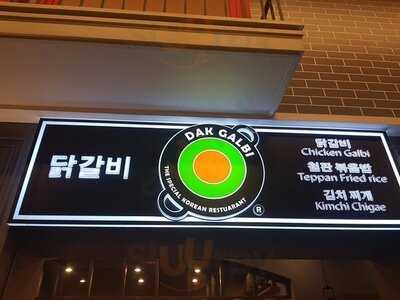 닭갈비
DAK GALBI
THE SPECIAL KOREAN RESTUARANT
®
닭갈비
Chicken Galbi
철판 볶음밥
Teppan Fried rice
김치 찌개
Kimchi Chigae